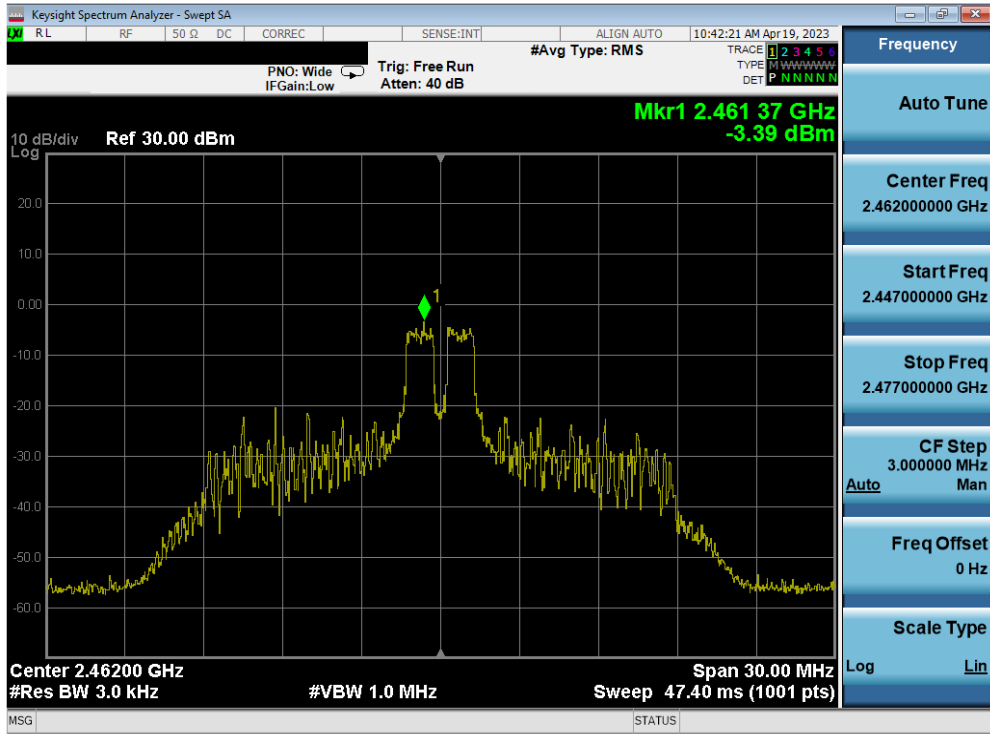 Keysight Spectrum Analyzer - Swept SA
LXI RL RF 50 Ω DC CORREC SENSE:INT ALIGN AUTO 10:42:21 AM Apr 19, 2023
#Avg Type: RMS TRACE 1 2 3 4 5 6
PNO: Wide Trig: Free Run TYPE M WWWWW
IFGain:Low Atten: 40 dB DET P N N N N N
Mkr1 2.461 37 GHz
-3.39 dBm
10 dB/div Ref 30.00 dBm
Log
20.0
10.0
0.00
-10.0
-20.0
-30.0
-40.0
-50.0
-60.0
1
Center 2.46200 GHz Span 30.00 MHz
#Res BW 3.0 kHz #VBW 1.0 MHz Sweep 47.40 ms (1001 pts)
MSG STATUS
Frequency
Auto Tune
Center Freq
2.462000000 GHz
Start Freq
2.447000000 GHz
Stop Freq
2.477000000 GHz
CF Step
3.000000 MHz
Auto Man
Freq Offset
0 Hz
Scale Type
Log Lin